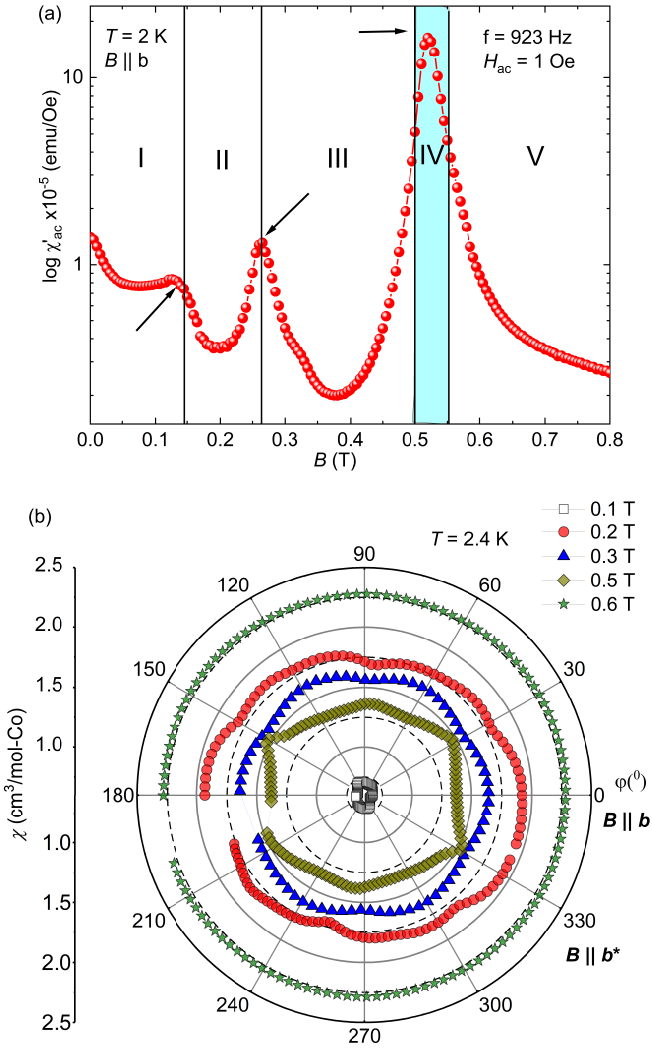 (a)
T = 2 K
B || b
f = 923 Hz
Hac = 1 Oe
I
II
III
IV
V
log χ'ac x10-5 (emu/Oe)
10
1
0.0 0.1 0.2 0.3 0.4 0.5 0.6 0.7 0.8
B (T)
(b)
T = 2.4 K
0.1 T
0.2 T
0.3 T
0.5 T
0.6 T
χ (cm3/mol-Co)
2.5
2.0
1.5
1.0
1.0
1.5
2.0
2.5
90
120
60
150
30
180
0
φ(0)
B || b
210
330
B || b*
240
300
270